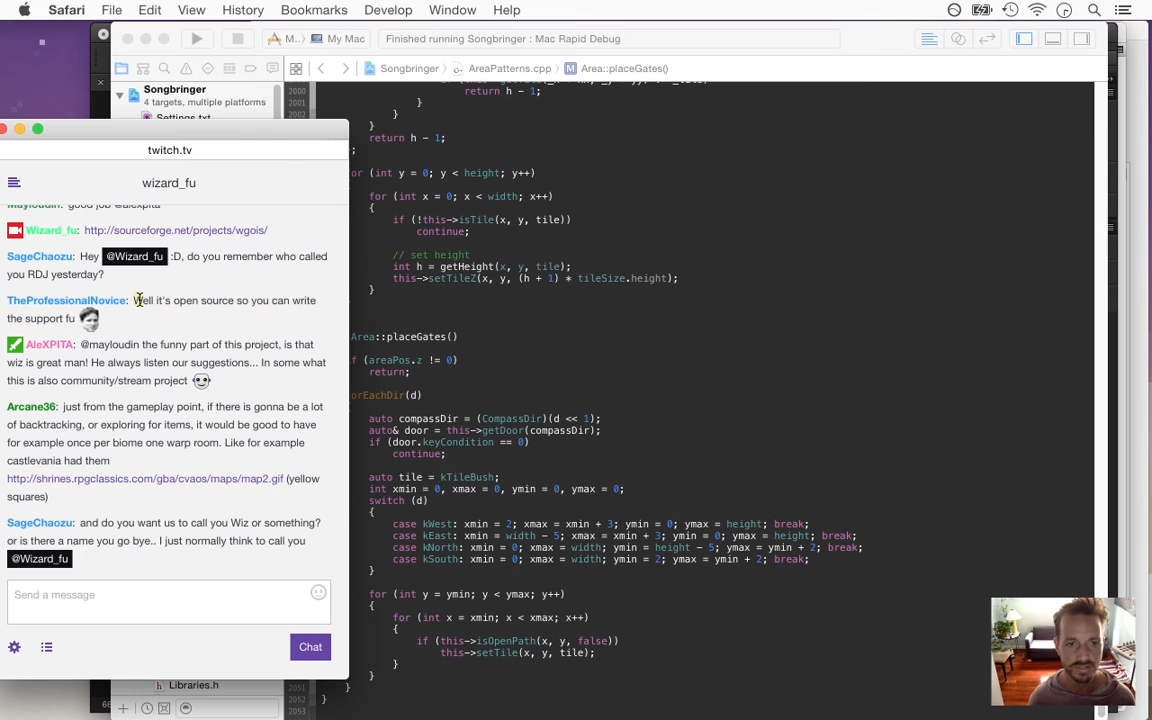 Safari File Edit View History Bookmarks Develop Window Help
M... My Mac Finished running Songbringer : Mac Rapid Debug
Songbringer AreaPatterns.cpp Area::placeGates()
Songbringer
4 targets, multiple platforms
Settings.txt
twitch.tv
wizard_fu
Mayloudin: good job @alexpita
Wizard_fu: http://sourceforge.net/projects/wgois/
SageChaozu: Hey @Wizard_fu :D, do you remember who called
you RDJ yesterday?
TheProfessionalNovice: Well it's open source so you can write
the support fu
AleXPITA: @mayloudin the funny part of this project, is that
wiz is great man! He always listen our suggestions... In some what
this is also community/stream project
Arcane36: just from the gameplay point, if there is gonna be a lot
of backtracking, or exploring for items, it would be good to have
for example once per biome one warp room. Like for example
castlevania had them
http://shrines.rpgclassics.com/gba/cvaos/maps/map2.gif (yellow
squares)
SageChaozu: and do you want us to call you Wiz or something?
or is there a name you go bye.. I just normally think to call you
@Wizard_fu
Send a message
Chat
Libraries.h
2000 return h - 1;
2001 }
2002 }
return h - 1;
;
or (int y = 0; y < height; y++)
for (int x = 0; x < width; x++)
{
if (!this->isTile(x, y, tile))
continue;
// set height
int h = getHeight(x, y, tile);
this->setTileZ(x, y, (h + 1) * tileSize.height);
}
Area::placeGates()
f (areaPos.z != 0)
return;
orEachDir(d)
auto compassDir = (CompassDir)(d << 1);
auto& door = this->getDoor(compassDir);
if (door.keyCondition == 0)
continue;
auto tile = kTileBush;
int xmin = 0, xmax = 0, ymin = 0, ymax = 0;
switch (d)
{
case kWest: xmin = 2; xmax = xmin + 3; ymin = 0; ymax = height; break;
case kEast: xmin = width - 5; xmax = xmin + 3; ymin = 0; ymax = height; break;
case kNorth: xmin = 0; xmax = width; ymin = height - 5; ymax = ymin + 2; break;
case kSouth: xmin = 0; xmax = width; ymin = 2; ymax = ymin + 2; break;
}
for (int y = ymin; y < ymax; y++)
{
for (int x = xmin; x < xmax; x++)
{
if (this->isOpenPath(x, y, false))
this->setTile(x, y, tile);
}
}
2051 }
2052 }
2053